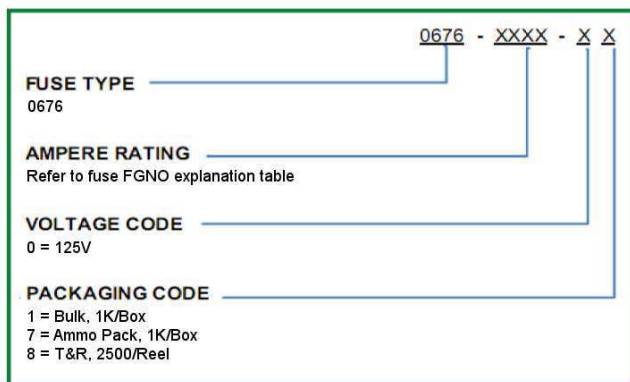 0676 - XXXX - X X
FUSE TYPE
0676
AMPERE RATING
Refer to fuse FGNO explanation table
VOLTAGE CODE
0 = 125V
PACKAGING CODE
1 = Bulk, 1K/Box
7 = Ammo Pack, 1K/Box
8 = T&R, 2500/Reel